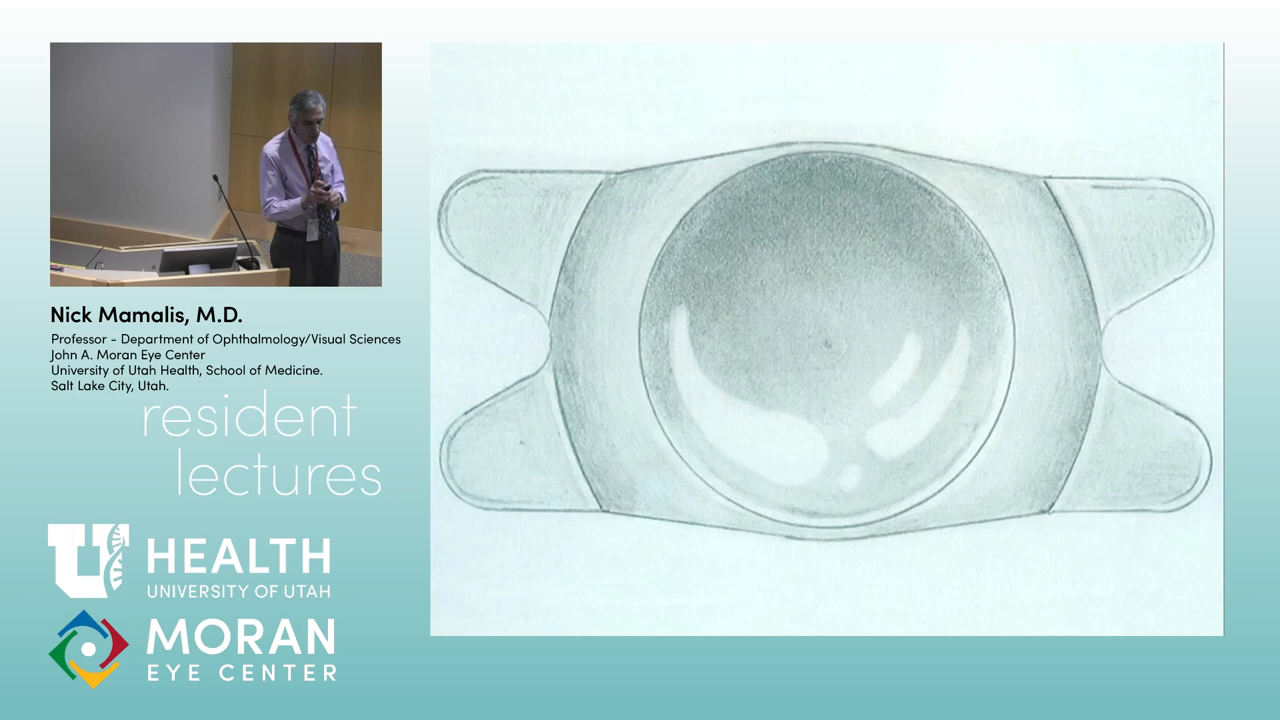 Nick Mamalis, M.D.
Professor - Department of Ophthalmology/Visual Sciences
John A. Moran Eye Center
University of Utah Health, School of Medicine.
Salt Lake City, Utah.
resident
lectures
U HEALTH
UNIVERSITY OF UTAH
MORAN
EYE CENTER